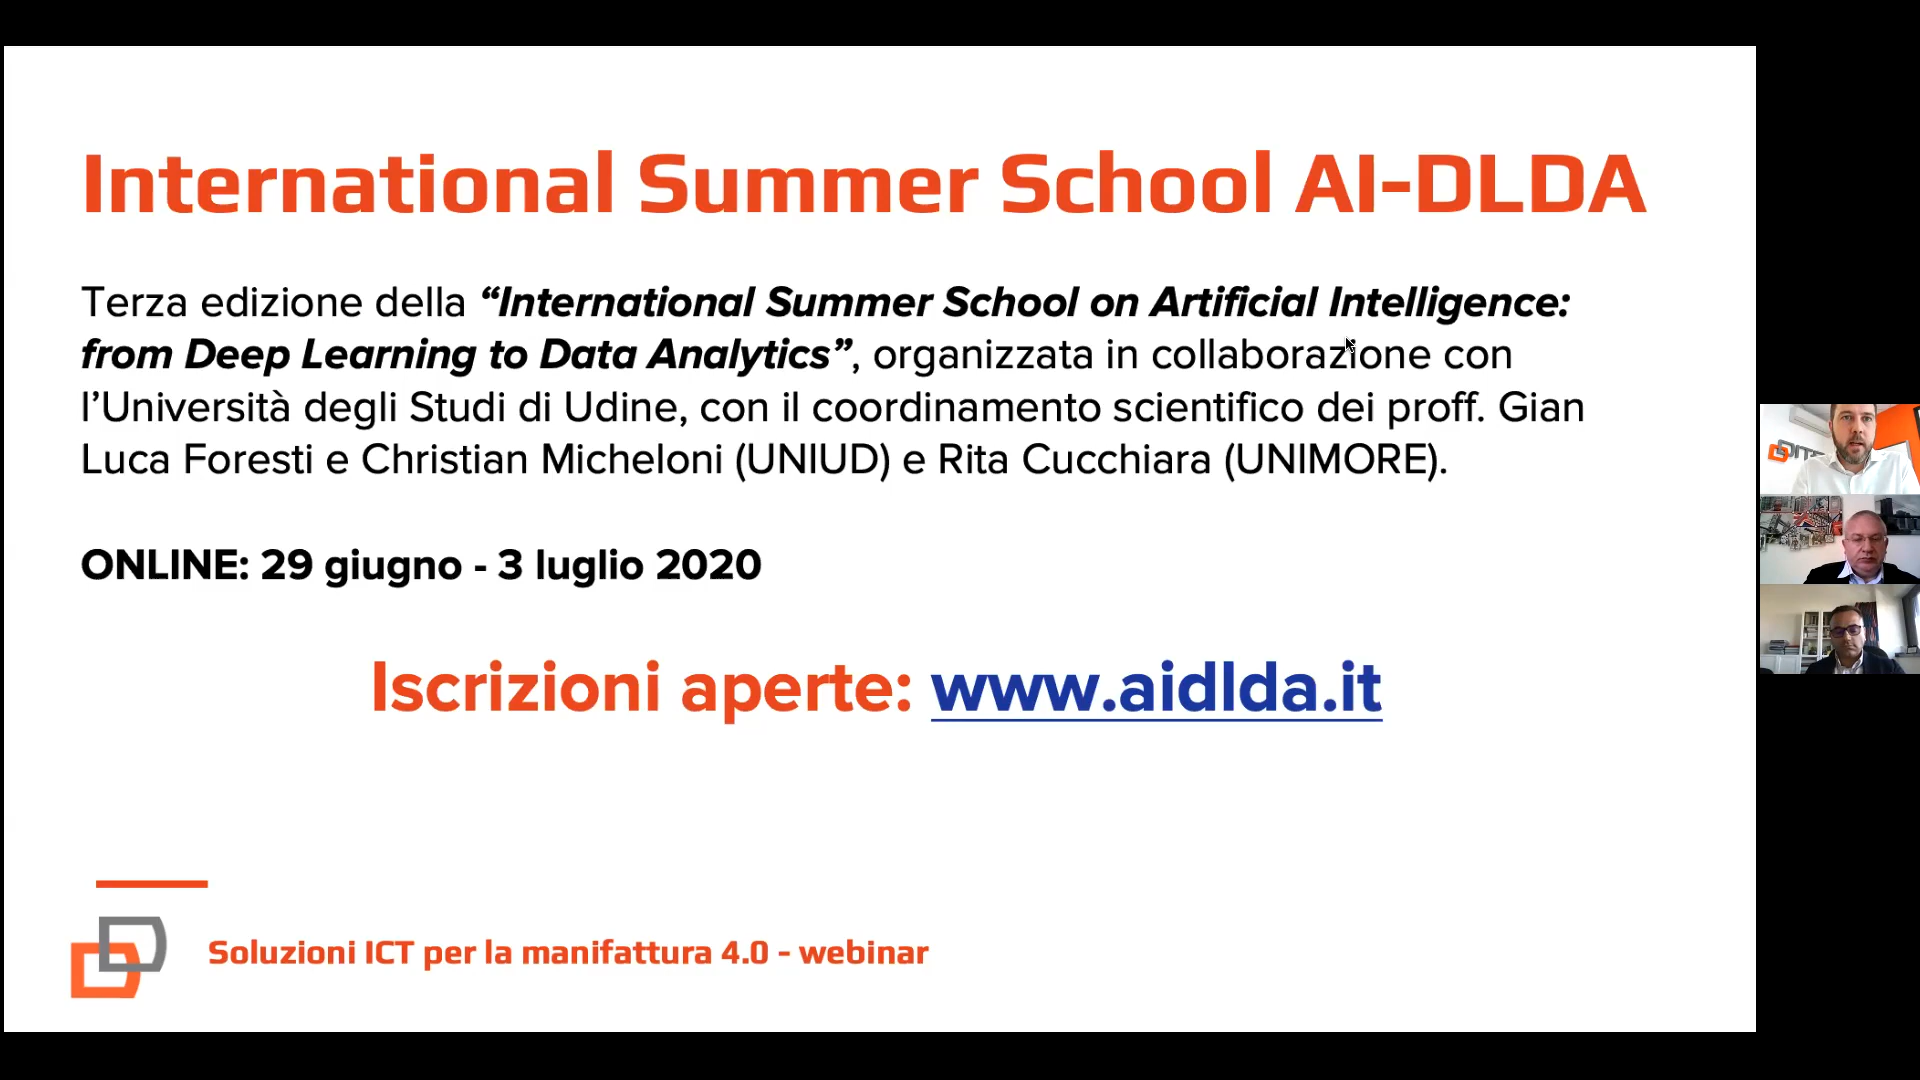 International Summer School AI-DLDA
Terza edizione della “International Summer School on Artificial Intelligence:
from Deep Learning to Data Analytics”, organizzata in collaborazione con
l’Università degli Studi di Udine, con il coordinamento scientifico dei proff. Gian
Luca Foresti e Christian Micheloni (UNIUD) e Rita Cucchiara (UNIMORE).
ONLINE: 29 giugno - 3 luglio 2020
Iscrizioni aperte: www.aidlda.it
Soluzioni ICT per la manifattura 4.0 - webinar